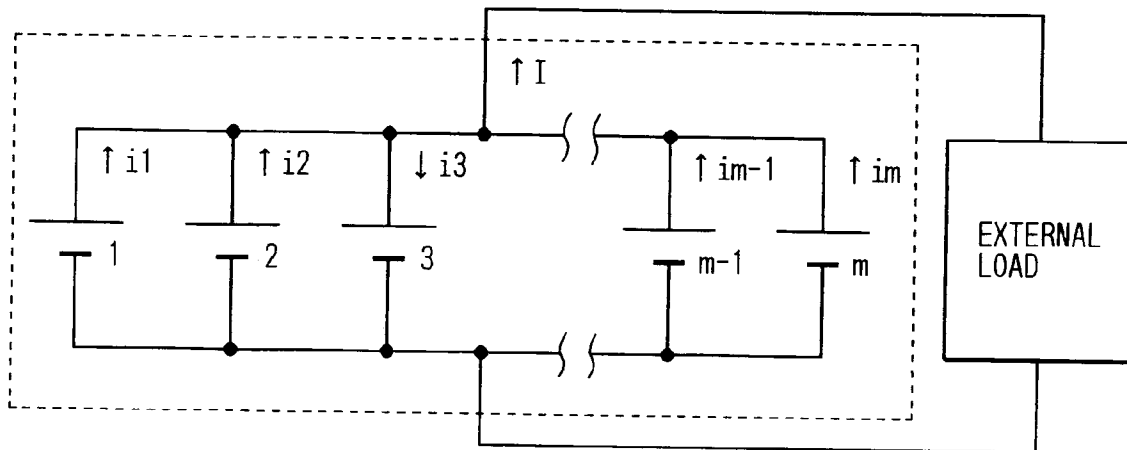 ↑ I
↑ i1
↑ i2
↓ i3
↑ im-1
↑ im
1
2
3
m-1
m
EXTERNAL
LOAD